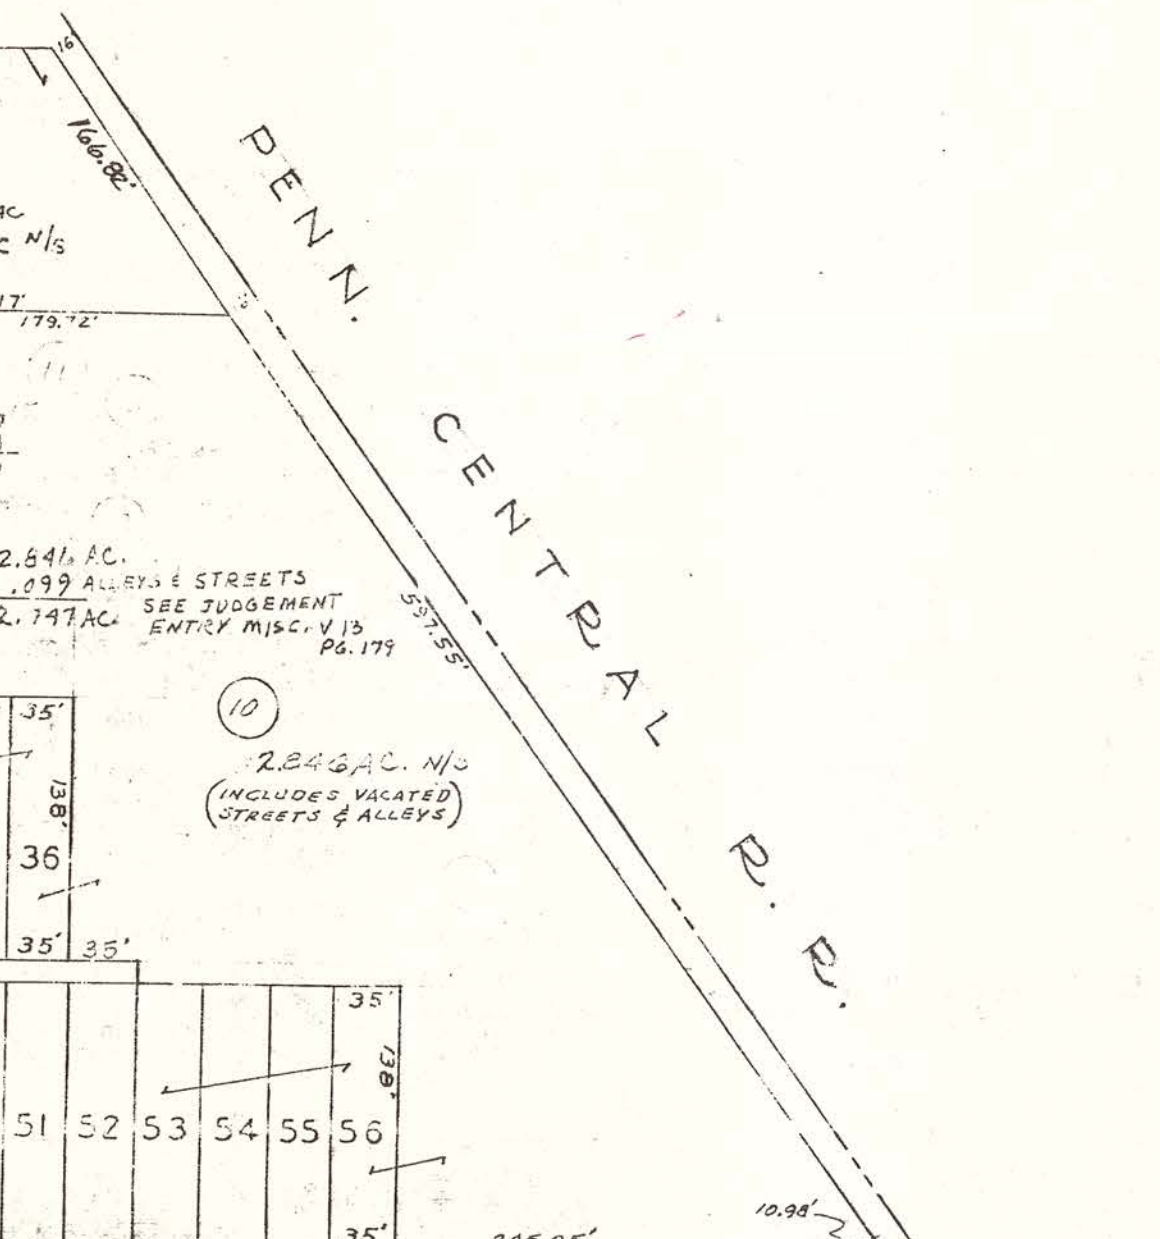 16'
166.82'
AC
N/S
17'
179.72'
PENN.
CENTRAL
R.R.
2.846 AC.
.099 ALLEYS & STREETS
2.747 AC. SEE JUDGEMENT
ENTRY MISC. V 13
PG. 179
597.55'
10
2.846 AC. N/S
(INCLUDES VACATED
STREETS & ALLEYS)
35'
138'
36
35' 35'
35'
138'
51 52 53 54 55 56
35'
10.98'